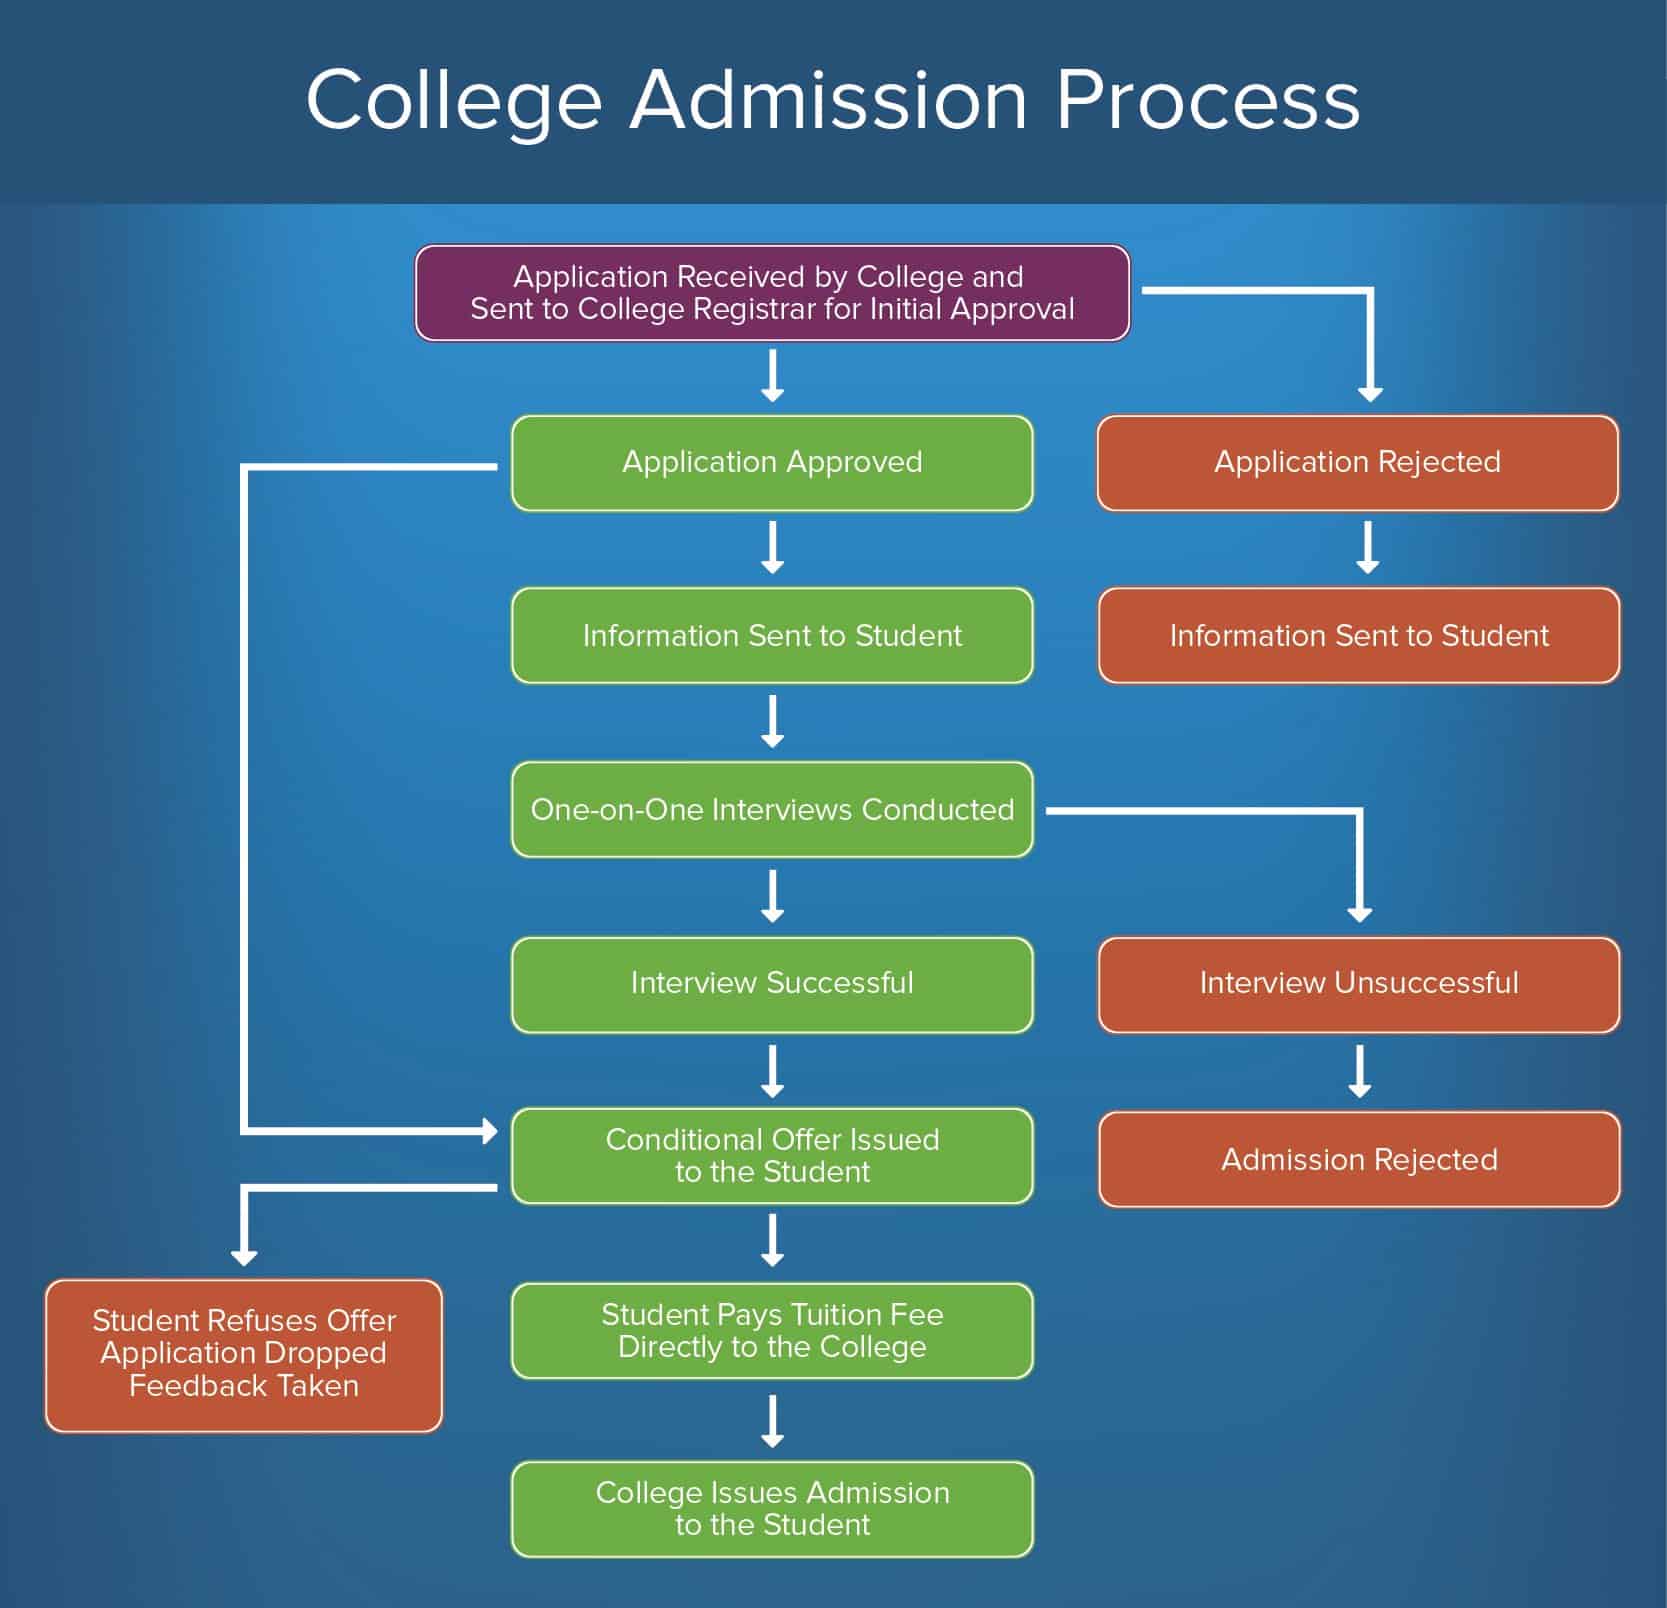 College Admission Process
Application Received by College and
Sent to College Registrar for Initial Approval
Application Approved
Application Rejected
Information Sent to Student
Information Sent to Student
One-on-One Interviews Conducted
Interview Successful
Interview Unsuccessful
Conditional Offer Issued
to the Student
Admission Rejected
Student Refuses Offer
Application Dropped
Feedback Taken
Student Pays Tuition Fee
Directly to the College
College Issues Admission
to the Student